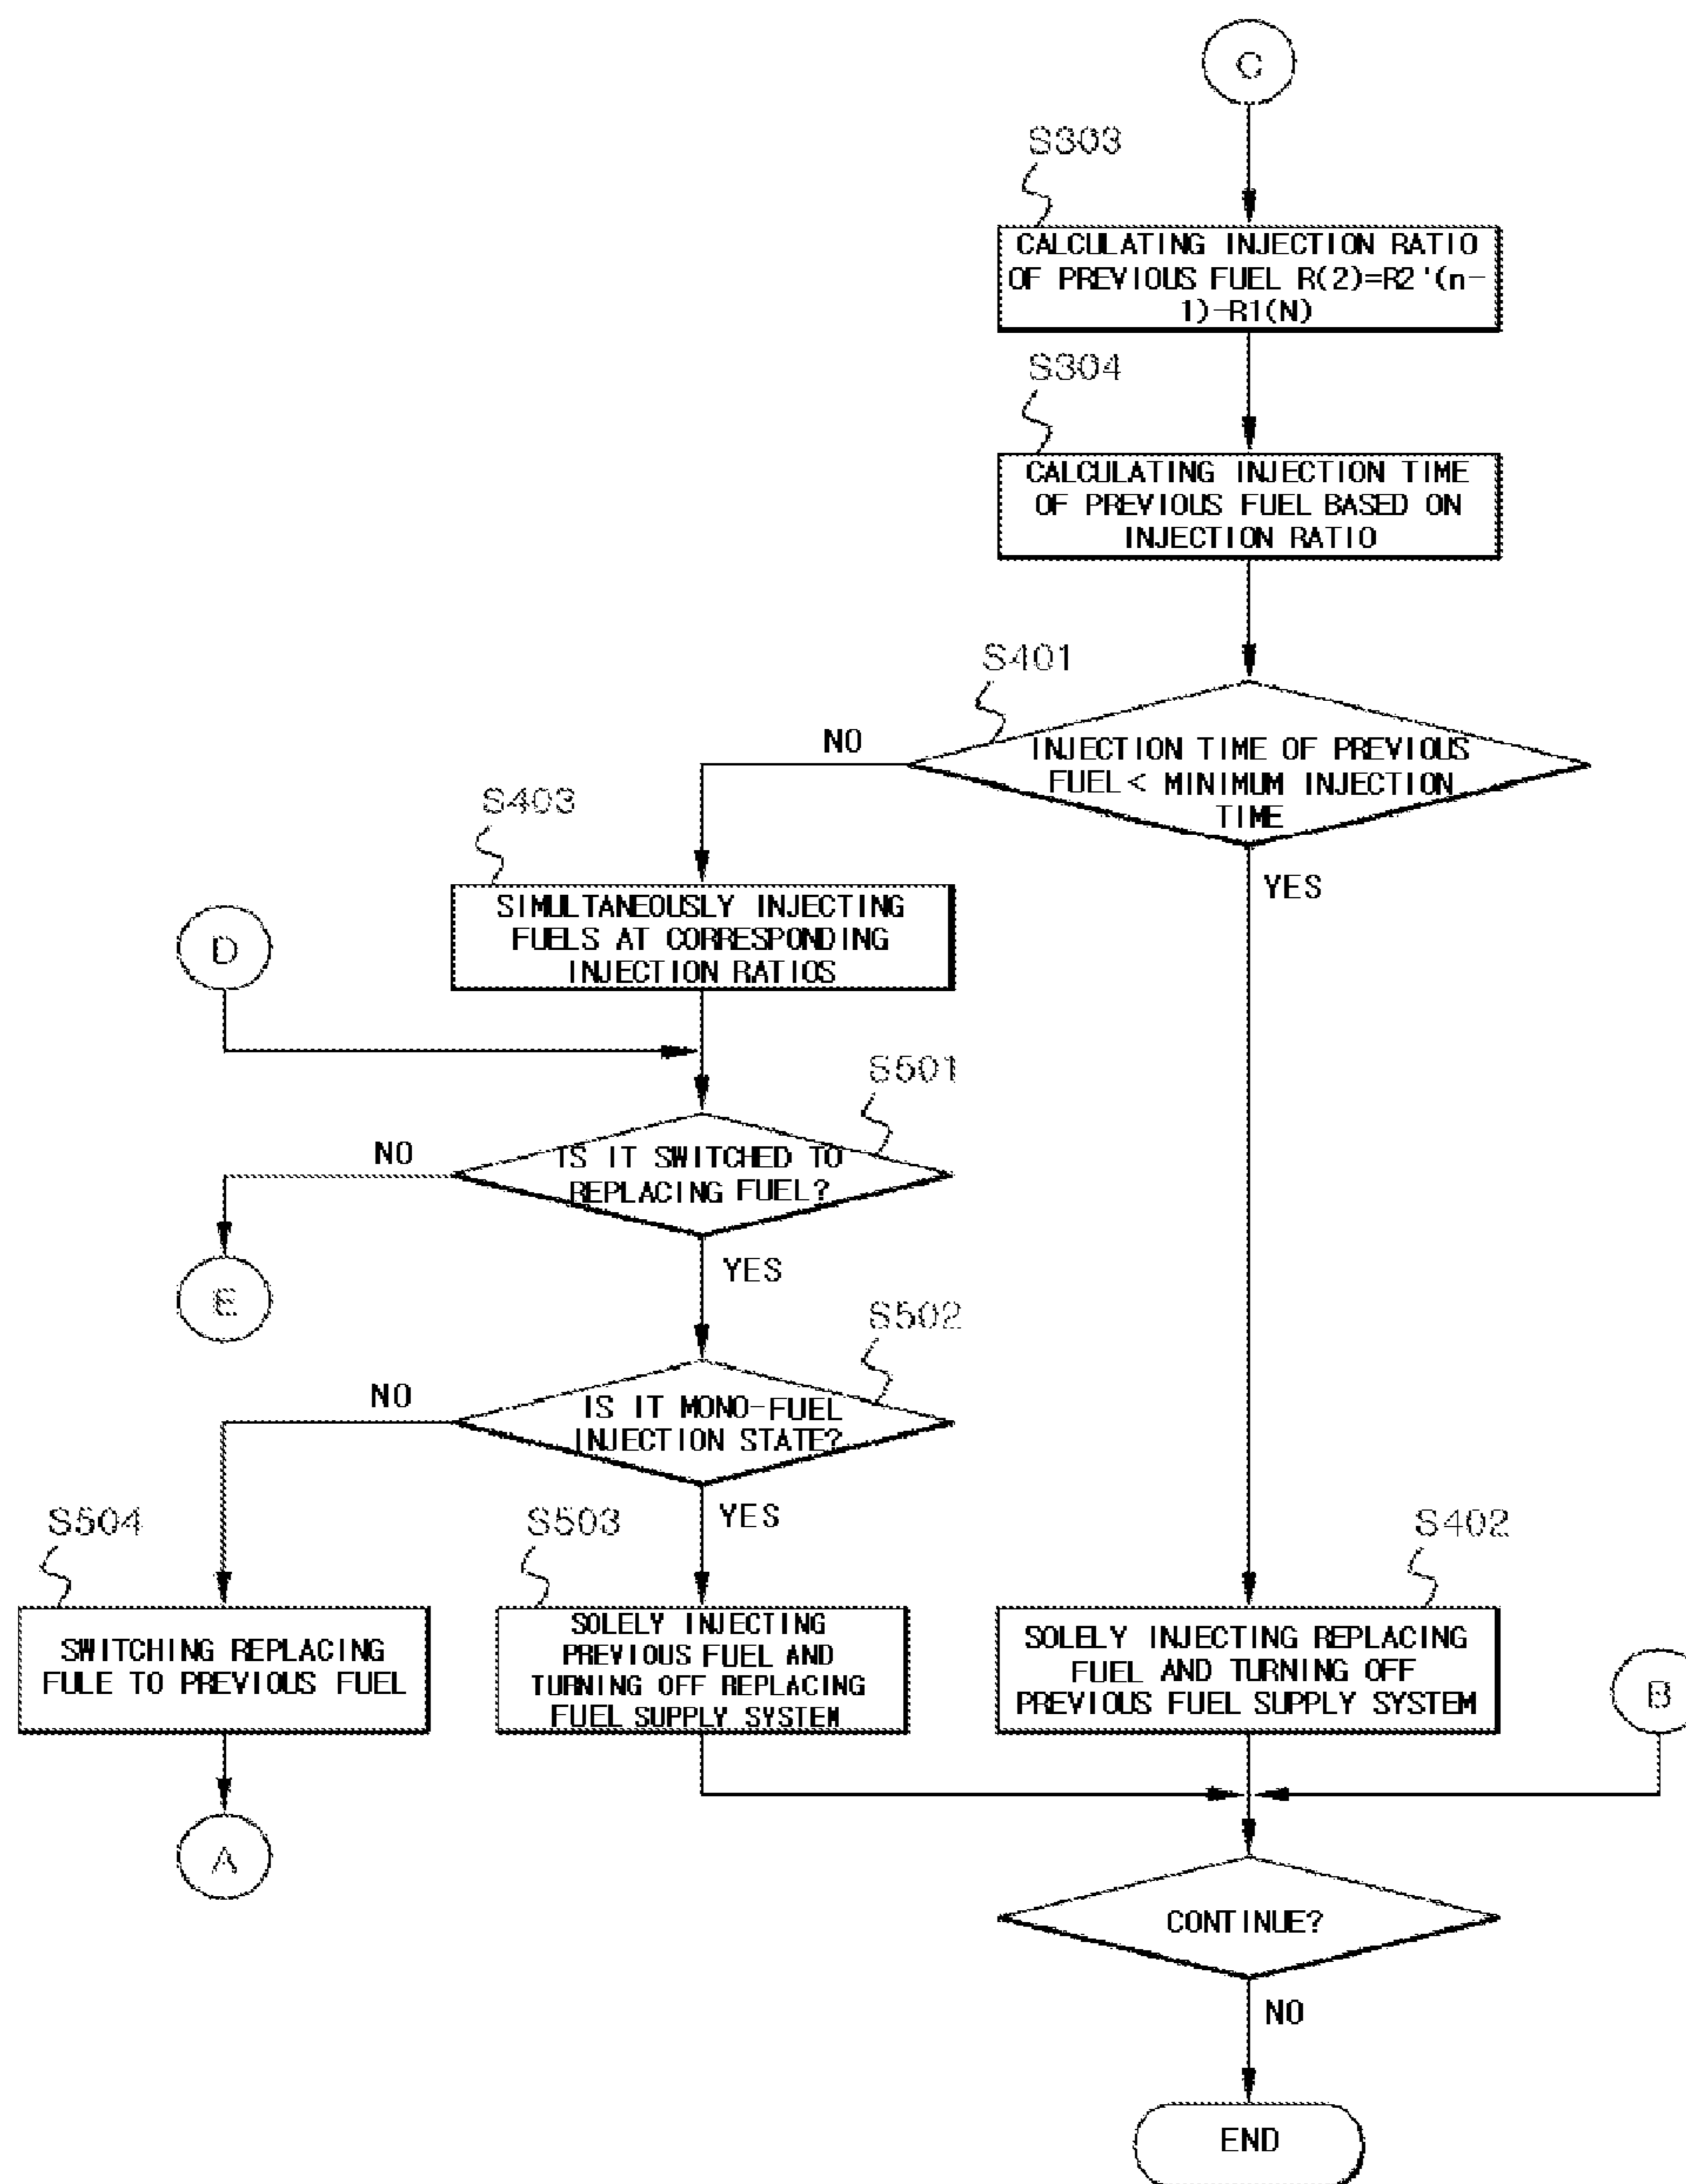 C
S303
CALCULATING INJECTION RATIO
OF PREVIOUS FUEL R(2)=R2'(n-
1)-R1(N)
S304
CALCULATING INJECTION TIME
OF PREVIOUS FUEL BASED ON
INJECTION RATIO
S401
INJECTION TIME OF PREVIOUS
FUEL< MINIMUM INJECTION
TIME
NO
YES
S403
SIMULTANEOUSLY INJECTING
FUELS AT CORRESPONDING
INJECTION RATIOS
D
S501
IS IT SWITCHED TO
REPLACING FUEL?
NO
YES
E
S502
IS IT MONO-FUEL
INJECTION STATE?
NO
YES
S504
SWITCHING REPLACING
FULE TO PREVIOUS FUEL
S503
SOLELY INJECTING
PREVIOUS FUEL AND
TURNING OFF REPLACING
FUEL SUPPLY SYSTEM
S402
SOLELY INJECTING REPLACING
FUEL AND TURNING OFF
PREVIOUS FUEL SUPPLY SYSTEM
B
A
CONTINUE?
NO
END